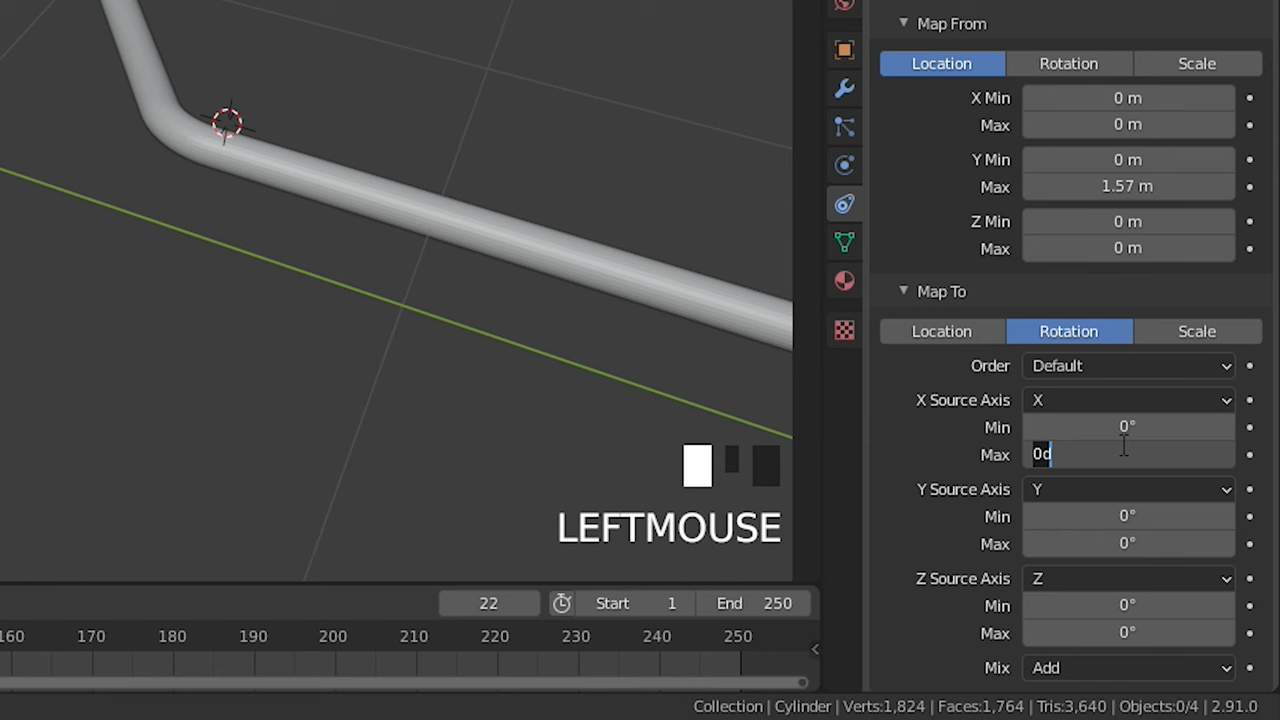 Map From
Location Rotation Scale
X Min 0 m
Max 0 m
Y Min 0 m
Max 1.57 m
Z Min 0 m
Max 0 m
Map To
Location Rotation Scale
Order Default
X Source Axis X
Min 0°
Max 0d
Y Source Axis Y
Min 0°
Max 0°
Z Source Axis Z
Min 0°
Max 0°
Mix Add
LEFTMOUSE
22 Start 1 End 250
160 170 180 190 200 210 220 230 240 250
Collection | Cylinder | Verts:1,824 | Faces:1,764 | Tris:3,640 | Objects:0/4 | 2.91.0